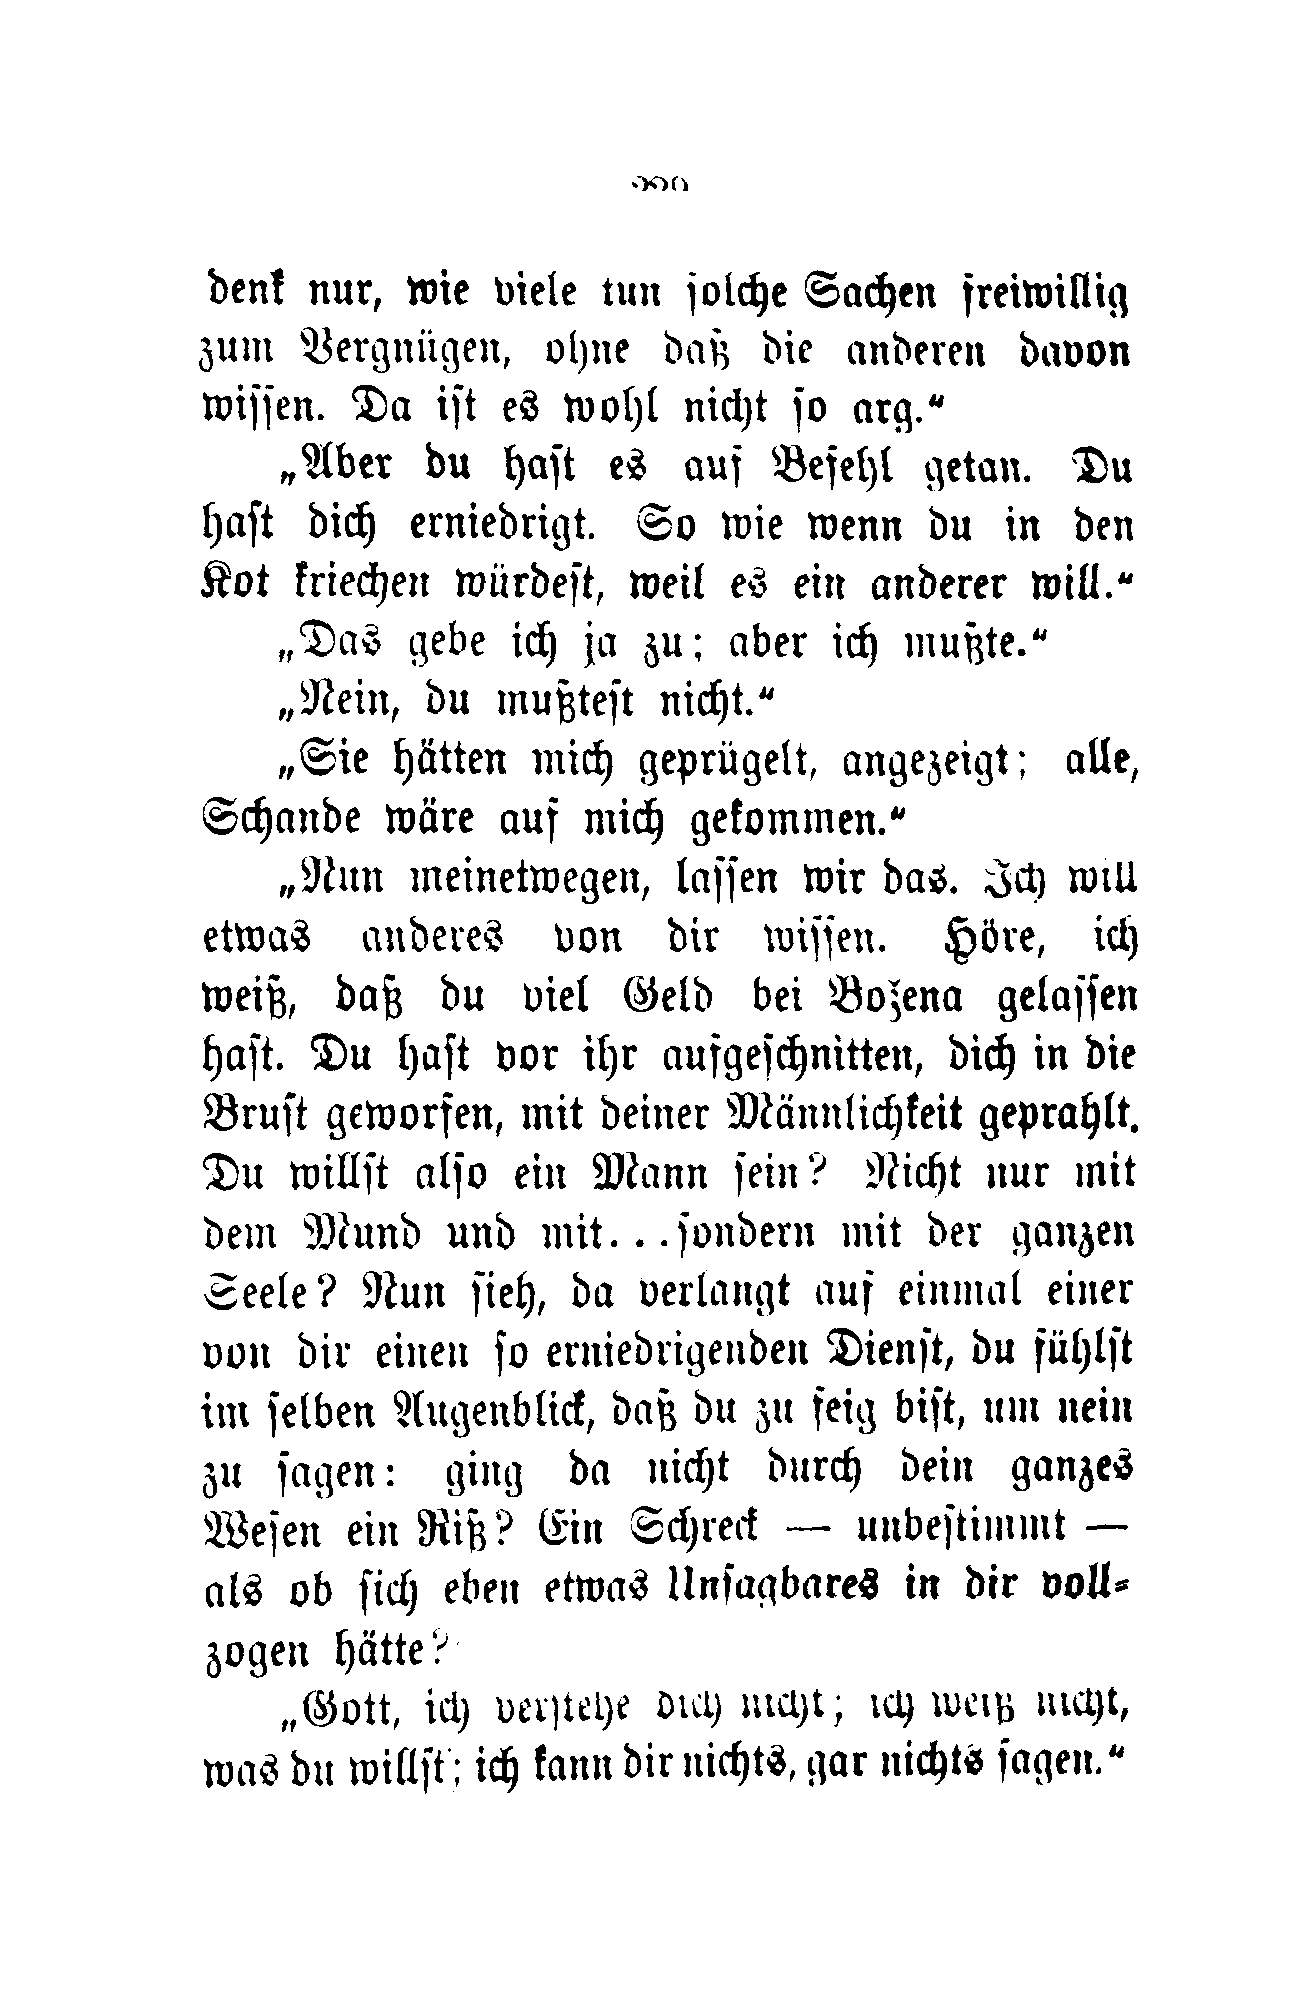 denk nur, wie viele tun solche Sachen freiwillig
zum Vergnügen, ohne daß die anderen davon
wissen. Da ist es wohl nicht so arg.“
„Aber du hast es auf Befehl getan. Du
hast dich erniedrigt. So wie wenn du in den
Kot kriechen würdest, weil es ein anderer will.“
„Das gebe ich ja zu; aber ich mußte.“
„Nein, du mußtest nicht.“
„Sie hätten mich geprügelt, angezeigt; alle,
Schande wäre auf mich gekommen.“
„Nun meinetwegen, lassen wir das. Ich will
etwas anderes von dir wissen. Höre, ich
weiß, daß du viel Geld bei Bozena gelassen
hast. Du hast vor ihr aufgeschnitten, dich in die
Brust geworfen, mit deiner Männlichkeit geprahlt.
Du willst also ein Mann sein? Nicht nur mit
dem Mund und mit...sondern mit der ganzen
Seele? Nun sieh, da verlangt auf einmal einer
von dir einen so erniedrigenden Dienst, du fühlst
im selben Augenblick, daß du zu feig bist, um nein
zu sagen: ging da nicht durch dein ganzes
Wesen ein Riß? Ein Schreck — unbestimmt —
als ob sich eben etwas Unsagbares in dir voll-
zogen hätte?
„Gott, ich verstehe dich nicht; ich weiß nicht,
was du willst; ich kann dir nichts, gar nichts sagen.“